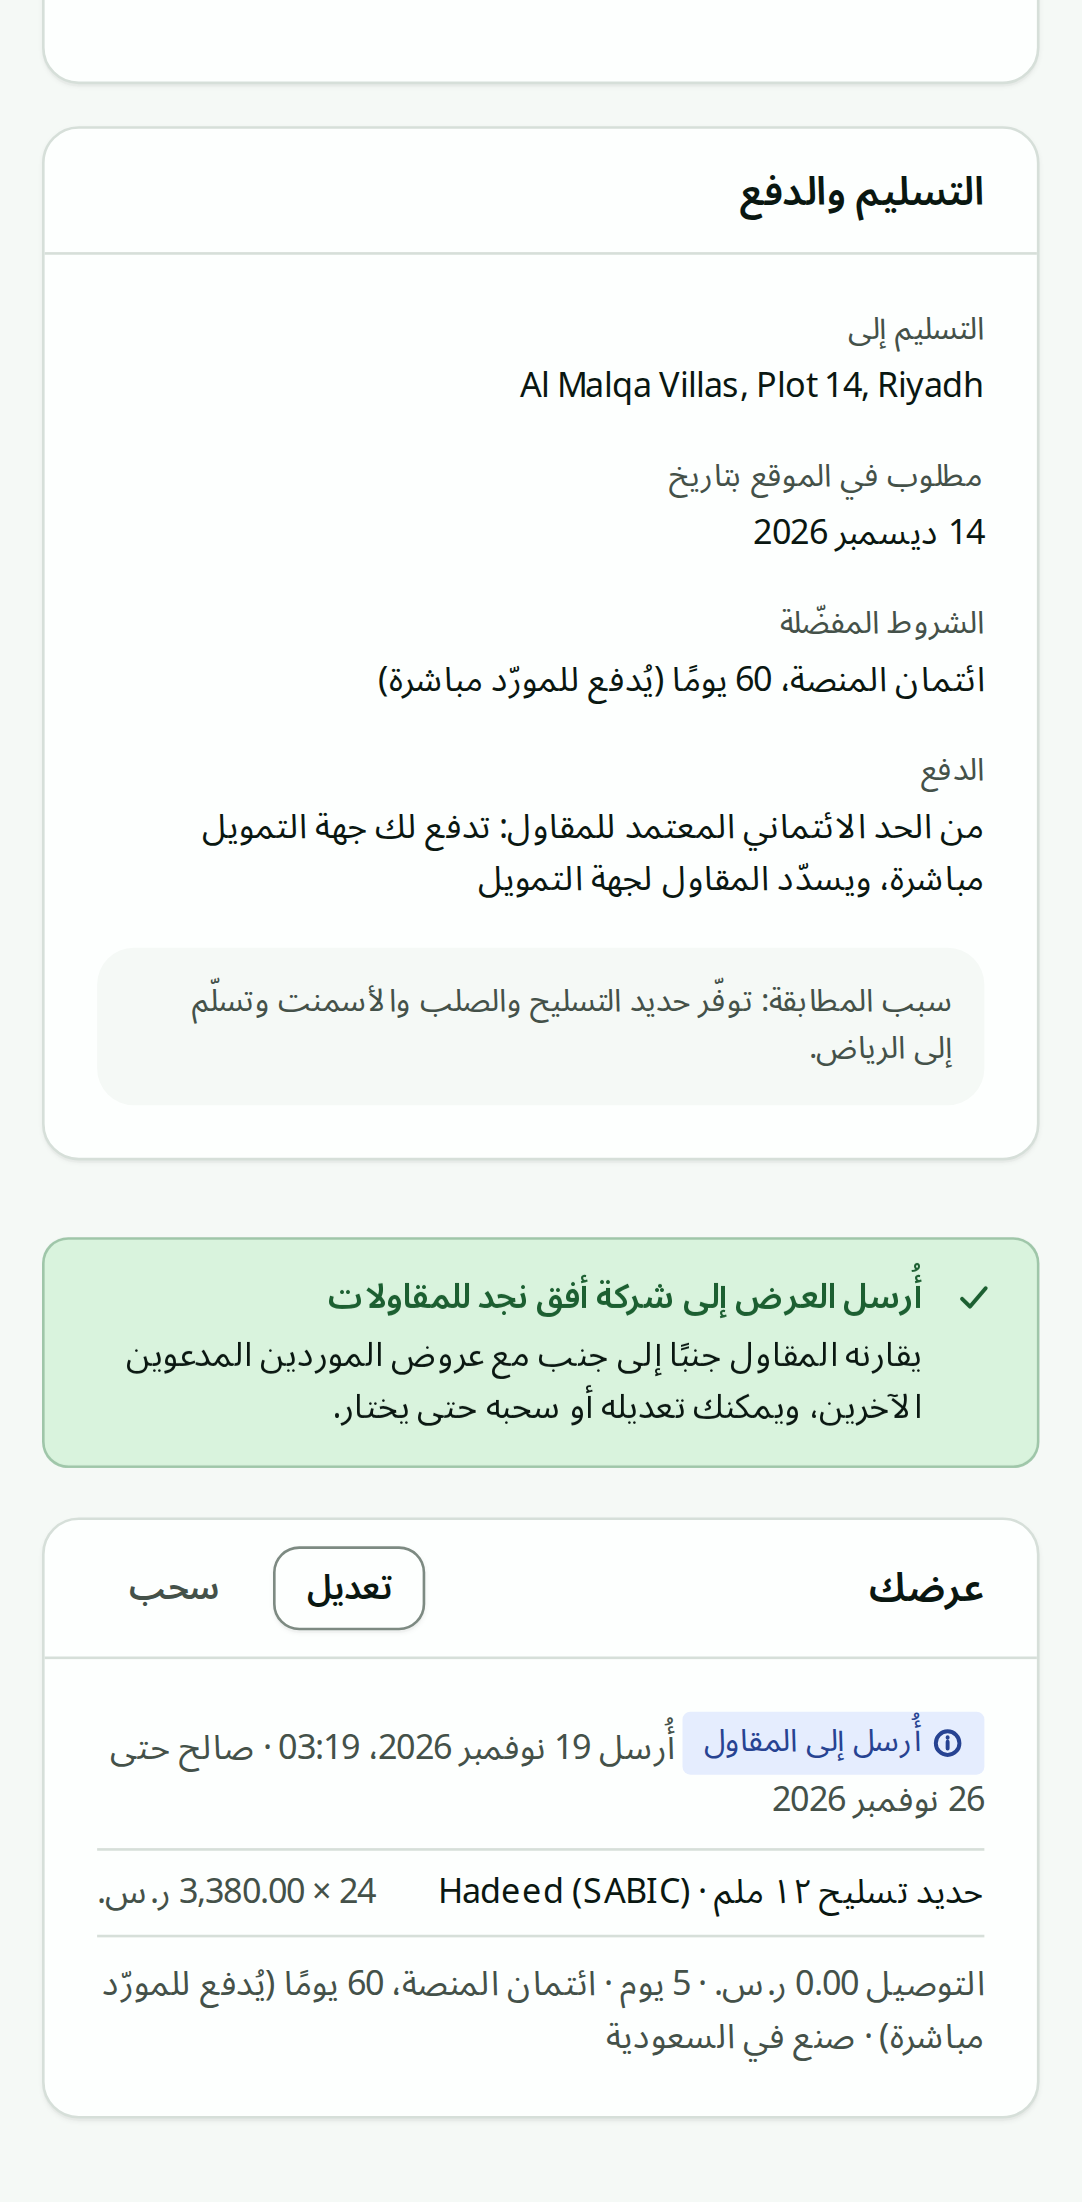 التسليم والدفع
التسليم إلى
Al Malqa Villas, Plot 14, Riyadh
مطلوب في الموقع بتاريخ
14 ديسمبر 2026
الشروط المفضّلة
ائتمان المنصة، 60 يومًا (يُدفع للمورّد مباشرة)
الدفع
من الحد الائتماني المعتمد للمقاول: تدفع لك جهة التمويل
مباشرة، ويسدّد المقاول لجهة التمويل
سبب المطابقة: توفّر حديد التسليح والصلب والأسمنت وتسلّم
إلى الرياض.
أُرسل العرض إلى شركة أفق نجد للمقاولات
يقارنه المقاول جنبًا إلى جنب مع عروض الموردين المدعوين
الآخرين، ويمكنك تعديله أو سحبه حتى يختار.
عرضك تعديل سحب
أُرسل إلى المقاول أُرسل 19 نوفمبر 2026، 03:19 · صالح حتى
26 نوفمبر 2026
حديد تسليح ١٢ ملم · Hadeed (SABIC) 24 × 3,380.00 ر.س.
التوصيل 0.00 ر.س. · 5 يوم · ائتمان المنصة، 60 يومًا (يُدفع للمورّد
مباشرة) · صنع في السعودية